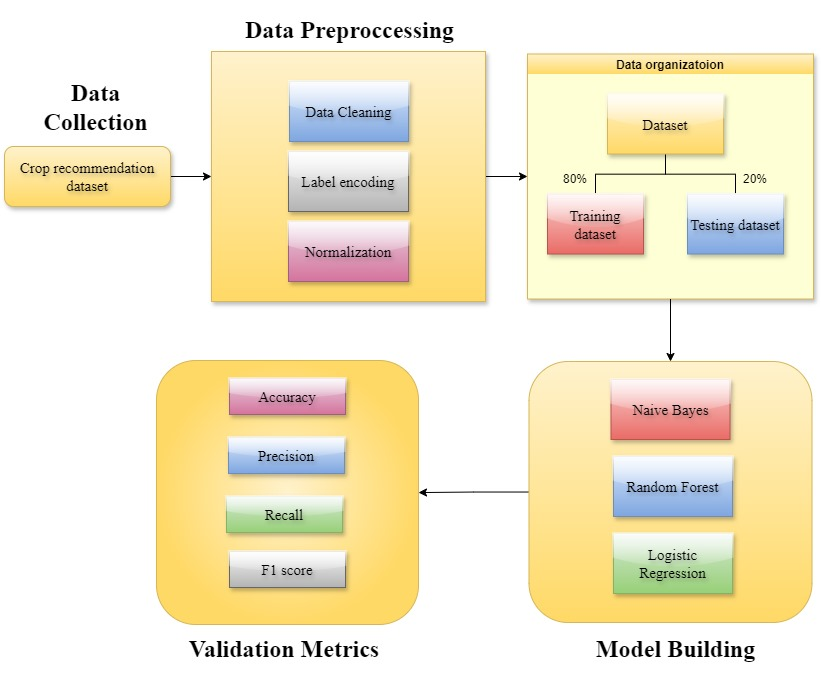 Data Preproccessing
Data
Collection
Crop recommendation
dataset
Data Cleaning
Label encoding
Normalization
Data organizatoion
Dataset
80%
20%
Training
dataset
Testing dataset
Naive Bayes
Random Forest
Logistic
Regression
Model Building
Accuracy
Precision
Recall
F1 score
Validation Metrics